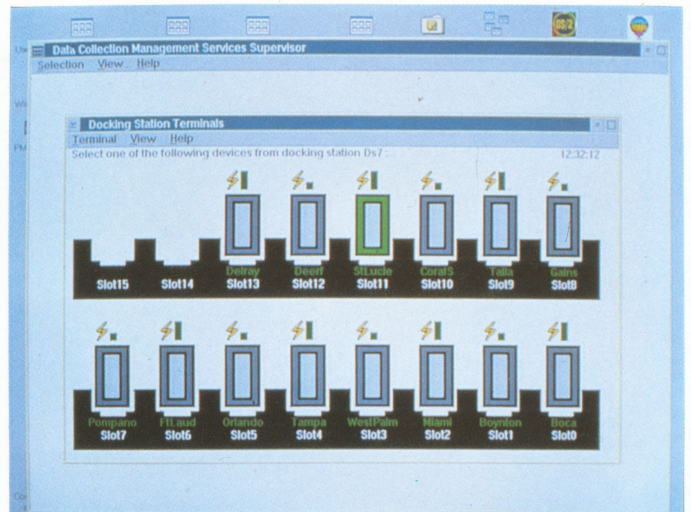 Data Collection Management Services Supervisor
Selection View Help
Docking Station Terminals
Terminal View Help
Select one of the following devices from docking station Ds7 : 12:32:12
Delray Deerf StLucie CoralS Talla Gains
Slot15 Slot14 Slot13 Slot12 Slot11 Slot10 Slot9 Slot8
Pompano FtLaud Orlando Tampa WestPalm Miami Boynton Boca
Slot7 Slot6 Slot5 Slot4 Slot3 Slot2 Slot1 Slot0